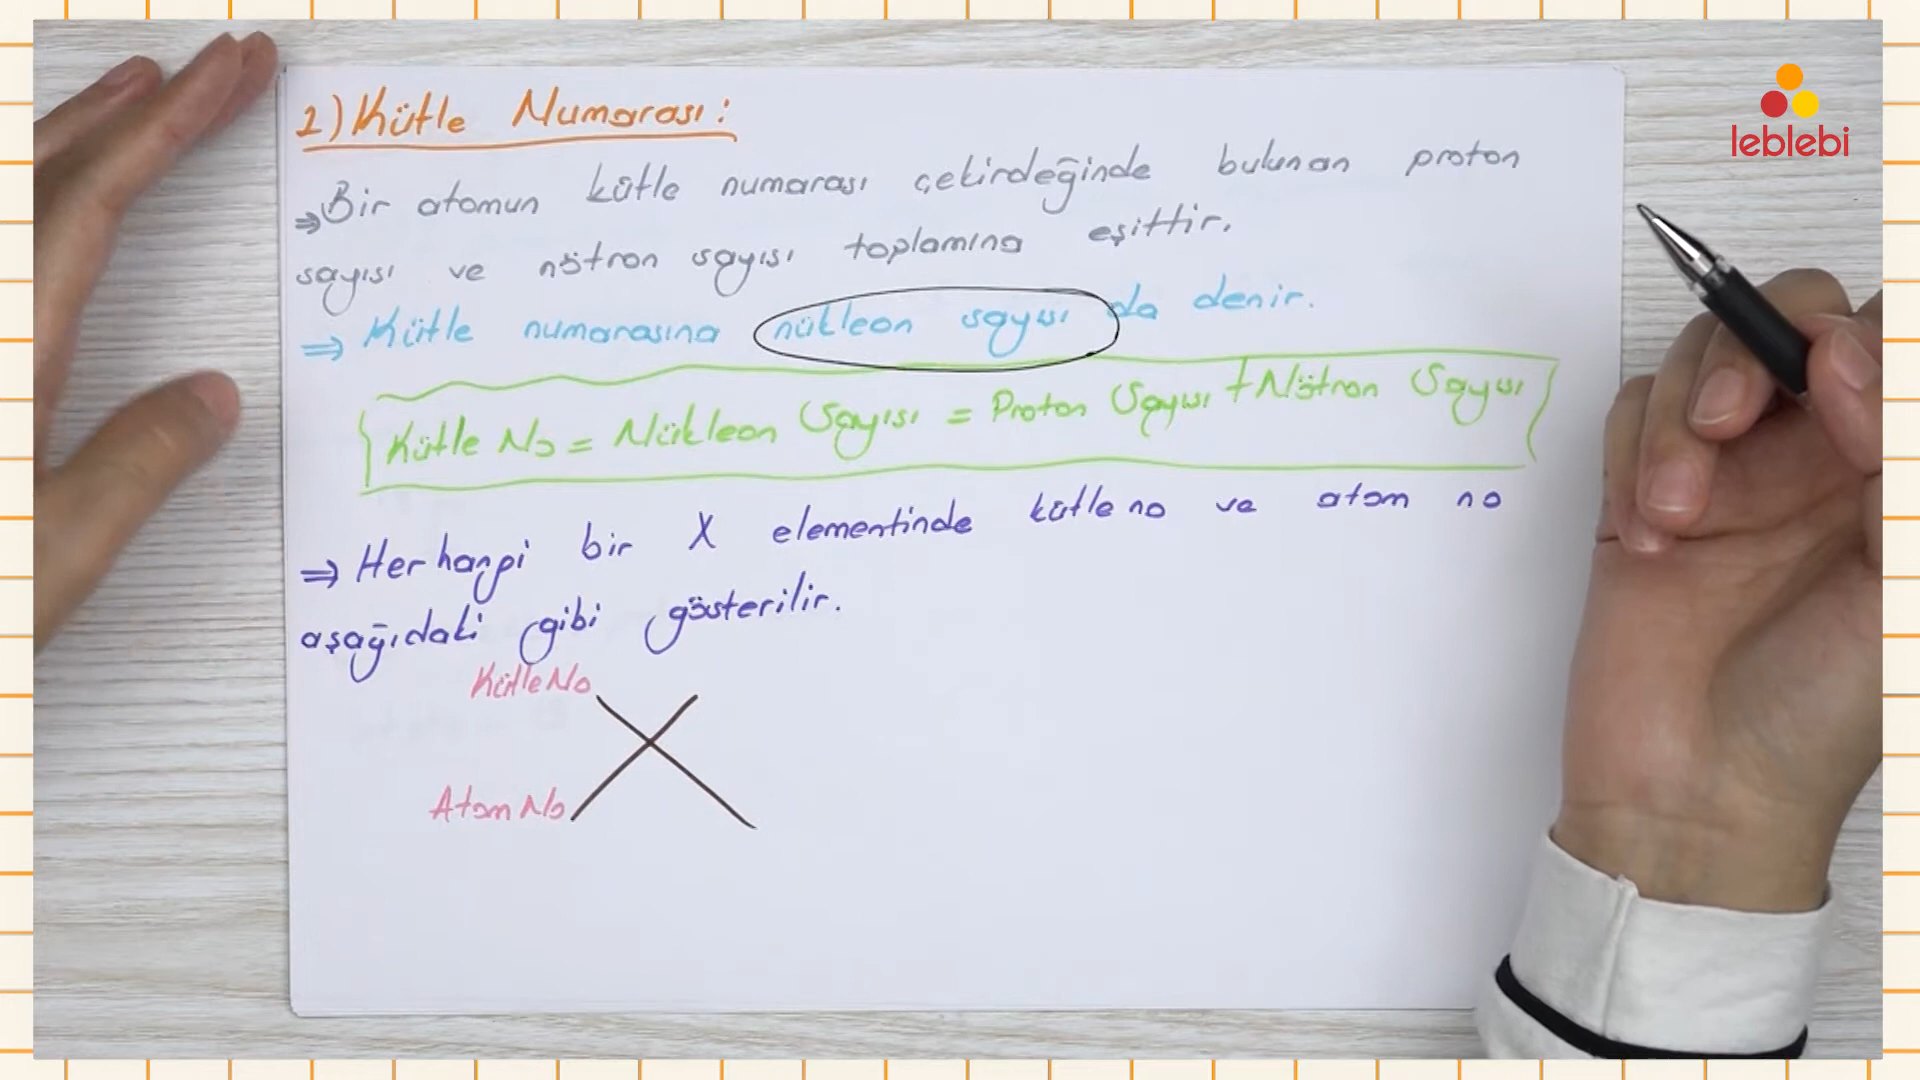 2) Kütle Numarası:
leblebi
⇒ Bir atomun kütle numarası çekirdeğinde bulunan proton
sayısı ve nötron sayısı toplamına eşittir.
⇒ Kütle numarasına nükleon sayısı da denir.
Kütle No = Nükleon Sayısı = Proton Sayısı + Nötron Sayısı
⇒ Herhangi bir X elementinde kütle no ve atom no
aşağıdaki gibi gösterilir.
Kütle No
X
Atom No